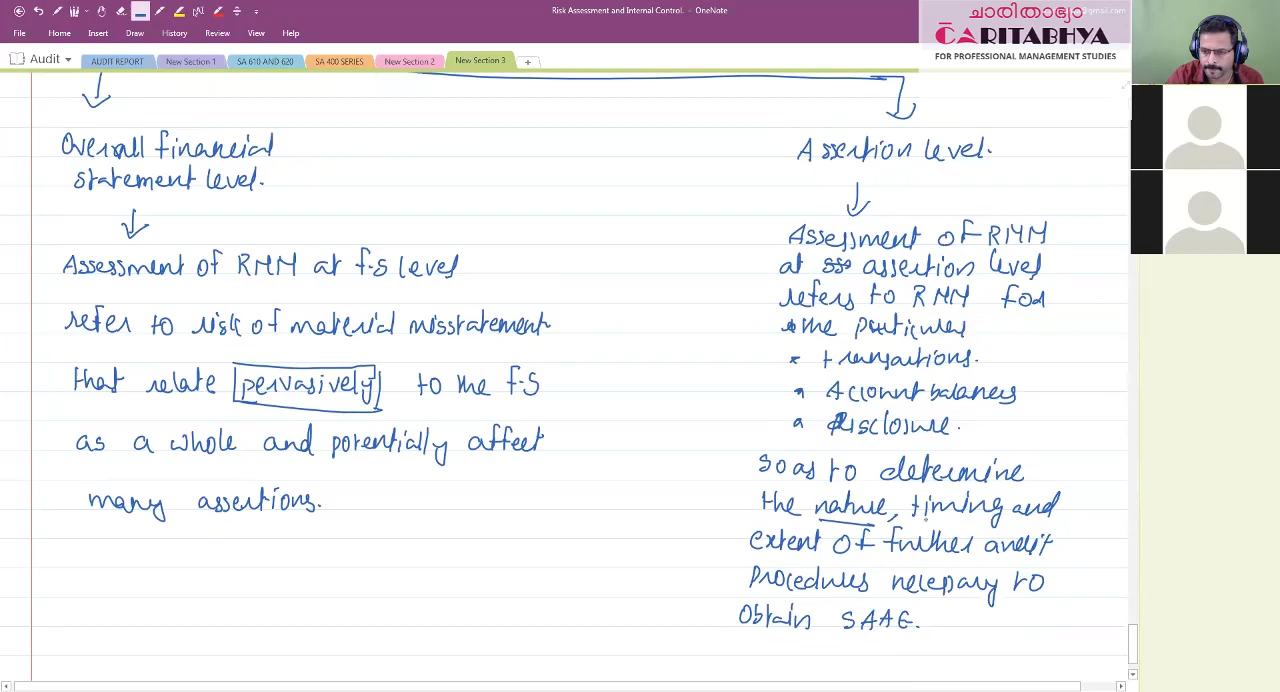 Risk Assessment and Internal Control. - OneNote
ചാരിതാഭ്യാ
CARITABHYA
FOR PROFESSIONAL MANAGEMENT STUDIES
File Home Insert Draw History Review View Help
Audit
AUDIT REPORT New Section 1 SA 610 AND 620 SA 400 SERIES New Section 2 New Section 3 +
Overall financial
statement level.
Assessment of RMM at f.S level
refer to risk of material misstatement
that relate pervasively to the f.S
as a whole and potentially affect
many assertions.
Assertion level.
Assessment of RMM
at assertion level
refers to RMM for
the particular
* transactions.
* Account balances
* disclosure.
so as to determine
the nature, timing and
extent of further audit
procedures necessary to
obtain SAAE.